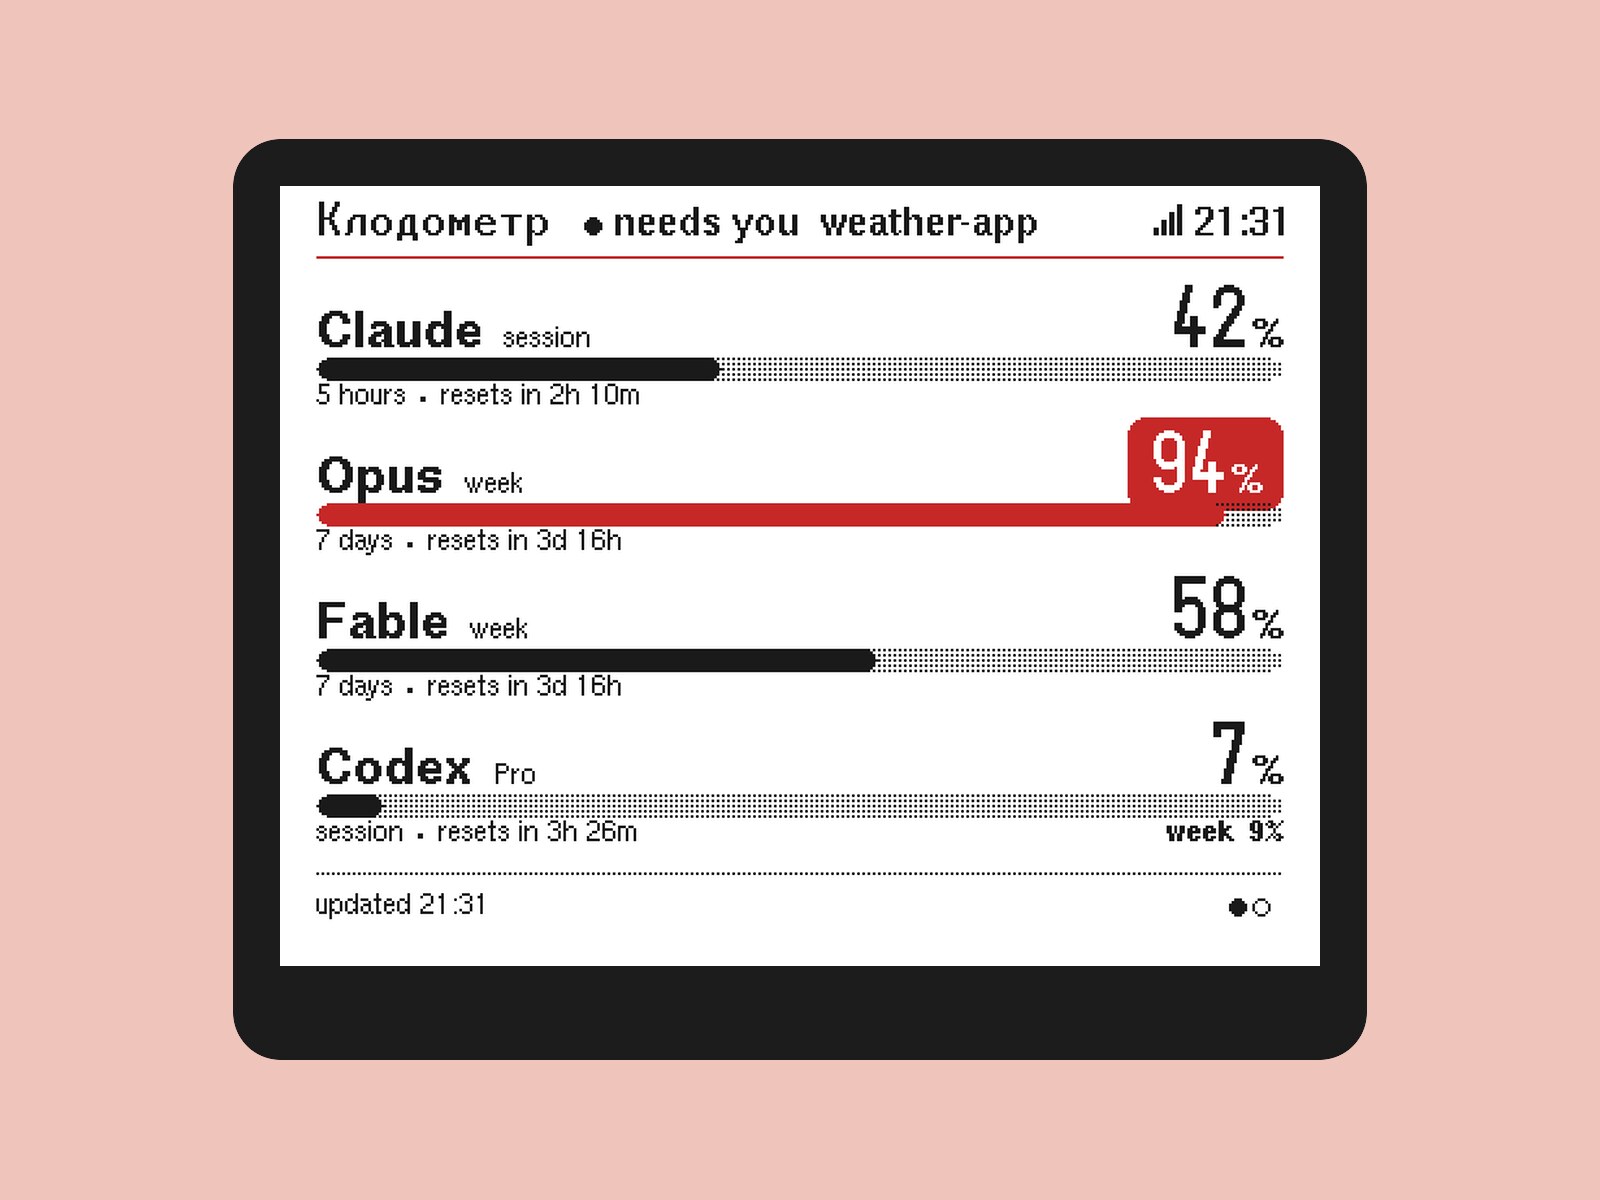 Клодометр ● needs you weather-app 21:31
Claude session 42%
5 hours • resets in 2h 10m
Opus week 94%
7 days • resets in 3d 16h
Fable week 58%
7 days • resets in 3d 16h
Codex Pro 7%
session • resets in 3h 26m week 9%
updated 21:31